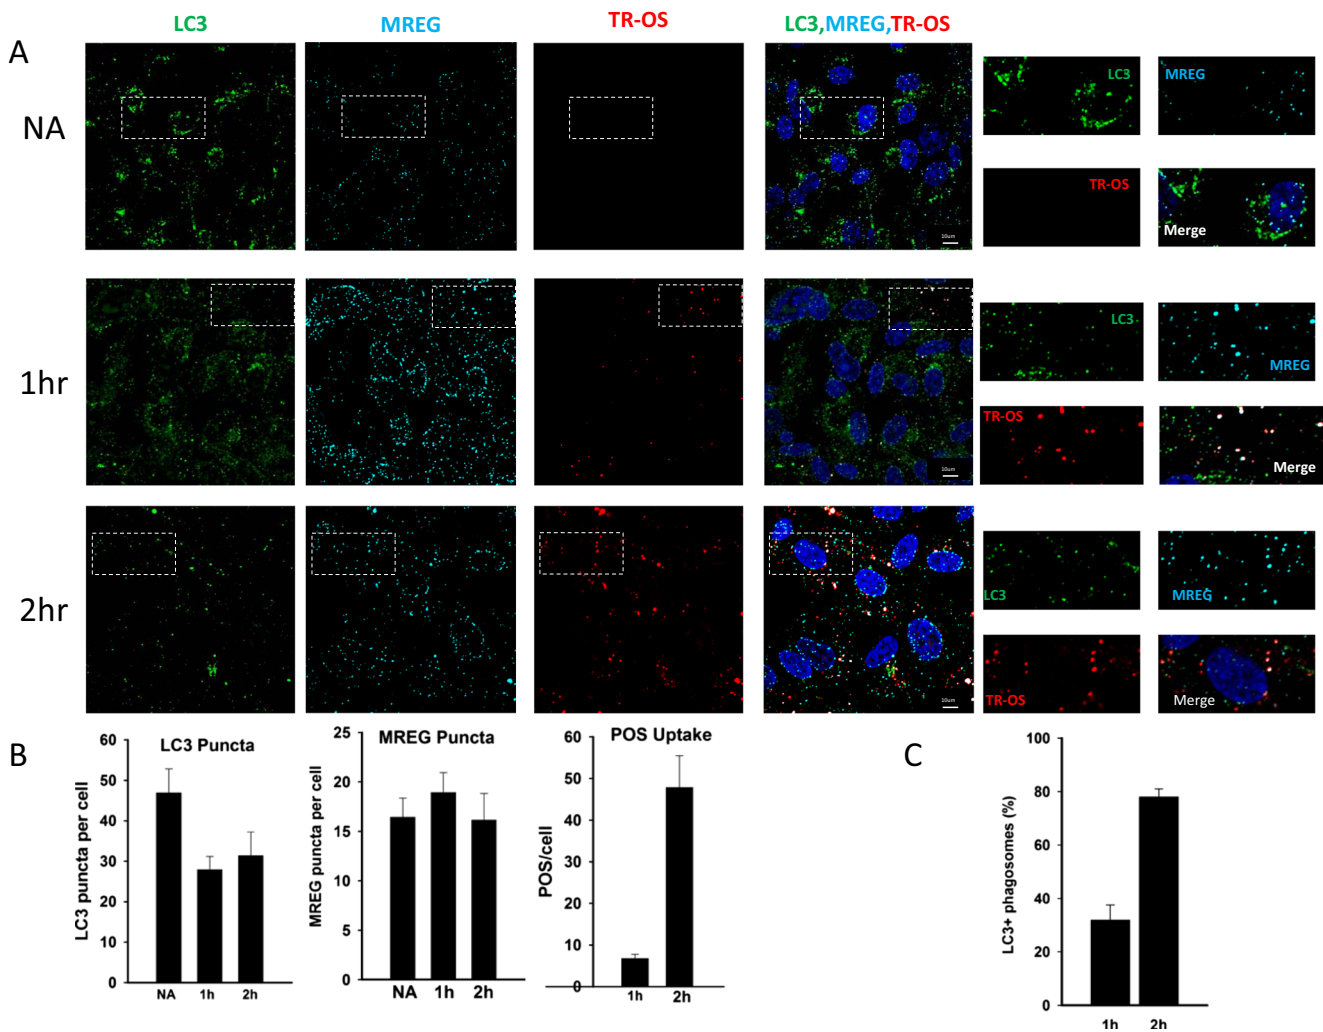 LC3 MREG TR-OS LC3,MREG,TR-OS
A
NA
LC3 MREG
TR-OS
Merge
10um
1hr
LC3
MREG
TR-OS
Merge
10um
2hr
LC3 MREG
TR-OS
Merge
10um
B
LC3 Puncta
LC3 puncta per cell
60
50
40
30
20
10
0
NA 1h 2h
MREG Puncta
MREG puncta per cell
25
20
15
10
5
0
NA 1h 2h
POS Uptake
POS/cell
60
50
40
30
20
10
0
1h 2h
C
LC3+ phagosomes (%)
100
80
60
40
20
0
1h 2h